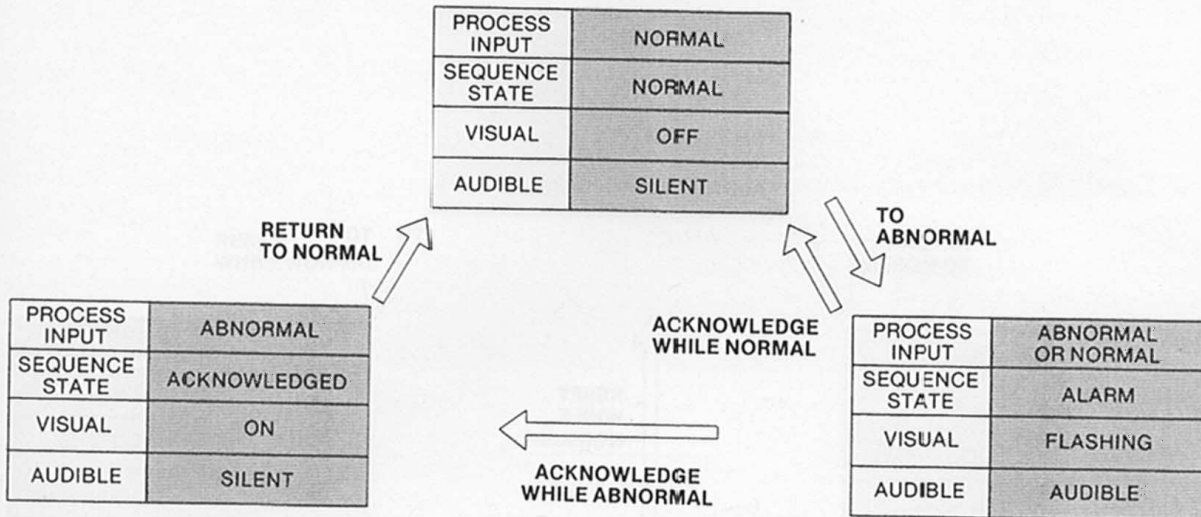 PROCESS
INPUT
NORMAL
SEQUENCE
STATE
NORMAL
VISUAL
OFF
AUDIBLE
SILENT
RETURN
TO NORMAL
TO
ABNORMAL
PROCESS
INPUT
ABNORMAL
SEQUENCE
STATE
ACKNOWLEDGED
VISUAL
ON
AUDIBLE
SILENT
ACKNOWLEDGE
WHILE NORMAL
ACKNOWLEDGE
WHILE ABNORMAL
PROCESS
INPUT
ABNORMAL
OR NORMAL
SEQUENCE
STATE
ALARM
VISUAL
FLASHING
AUDIBLE
AUDIBLE